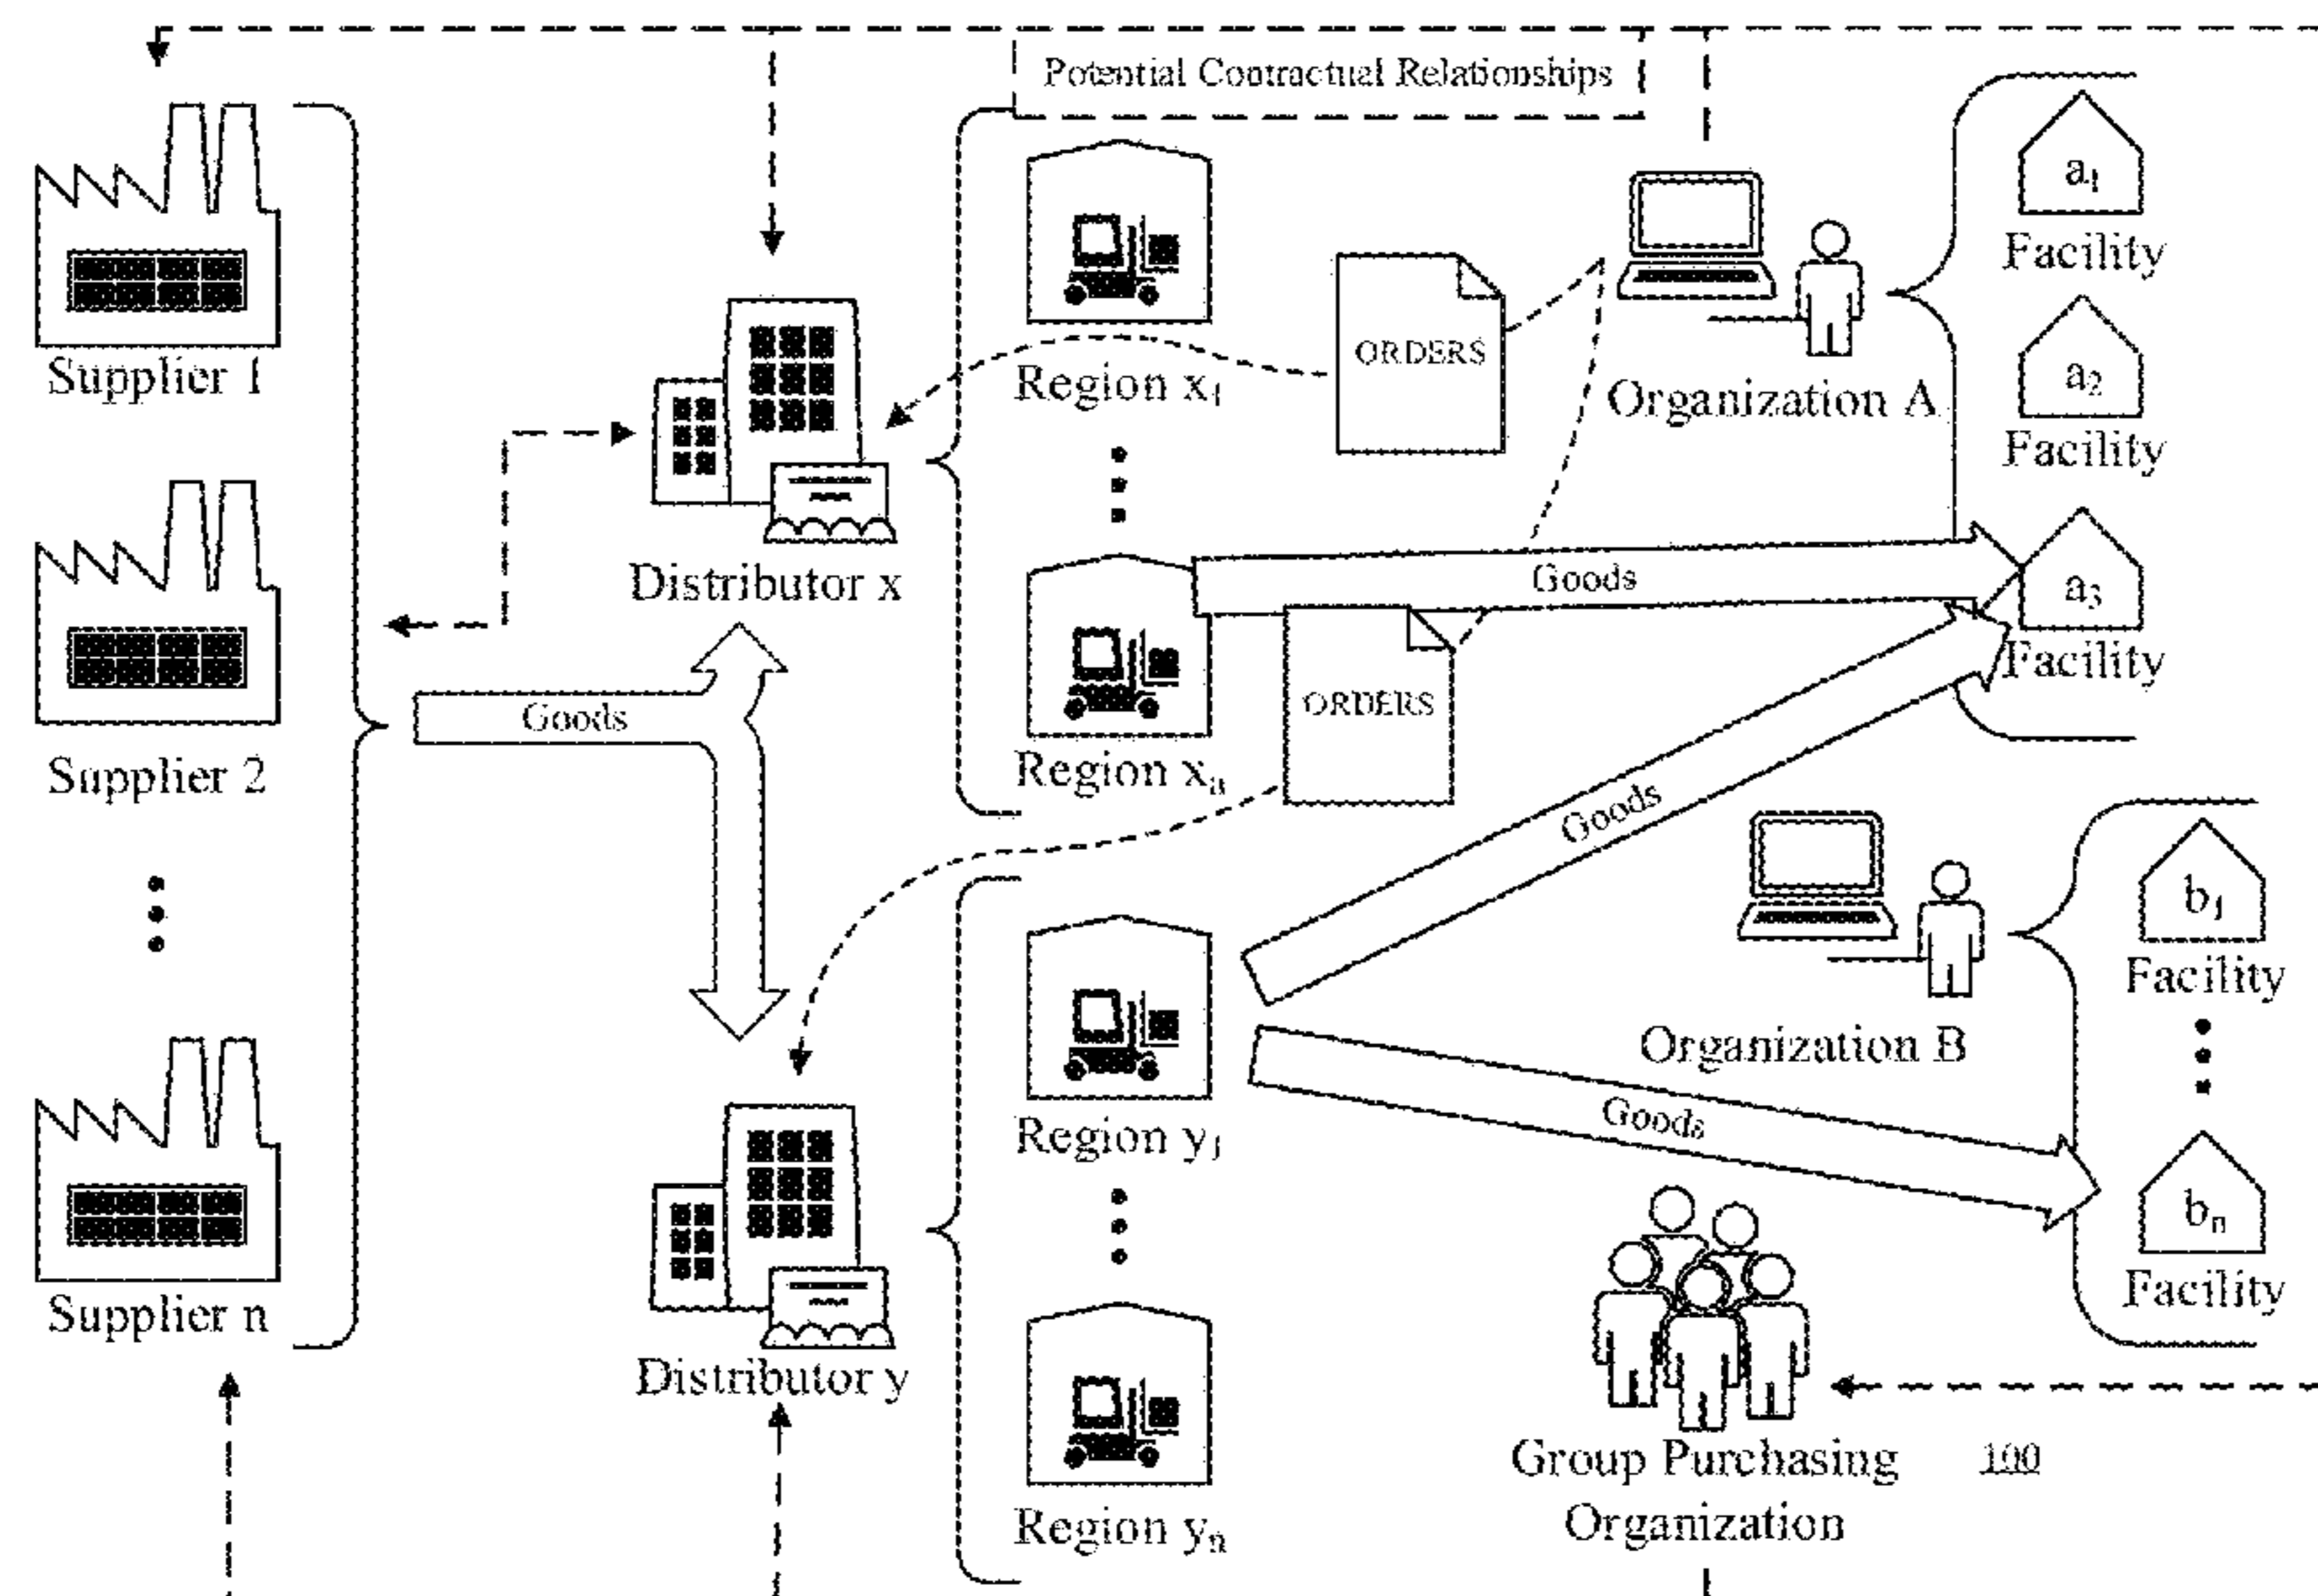 Potential Contractual Relationships
Supplier 1
Supplier 2
Supplier n
Goods
Distributor x
Distributor y
Region x₁
Region xₙ
Region y₁
Region yₙ
ORDERS
ORDERS
Goods
Goods
Goods
Organization A
a₁
Facility
a₂
Facility
a₃
Facility
Organization B
b₁
Facility
bₙ
Facility
Group Purchasing
Organization
100